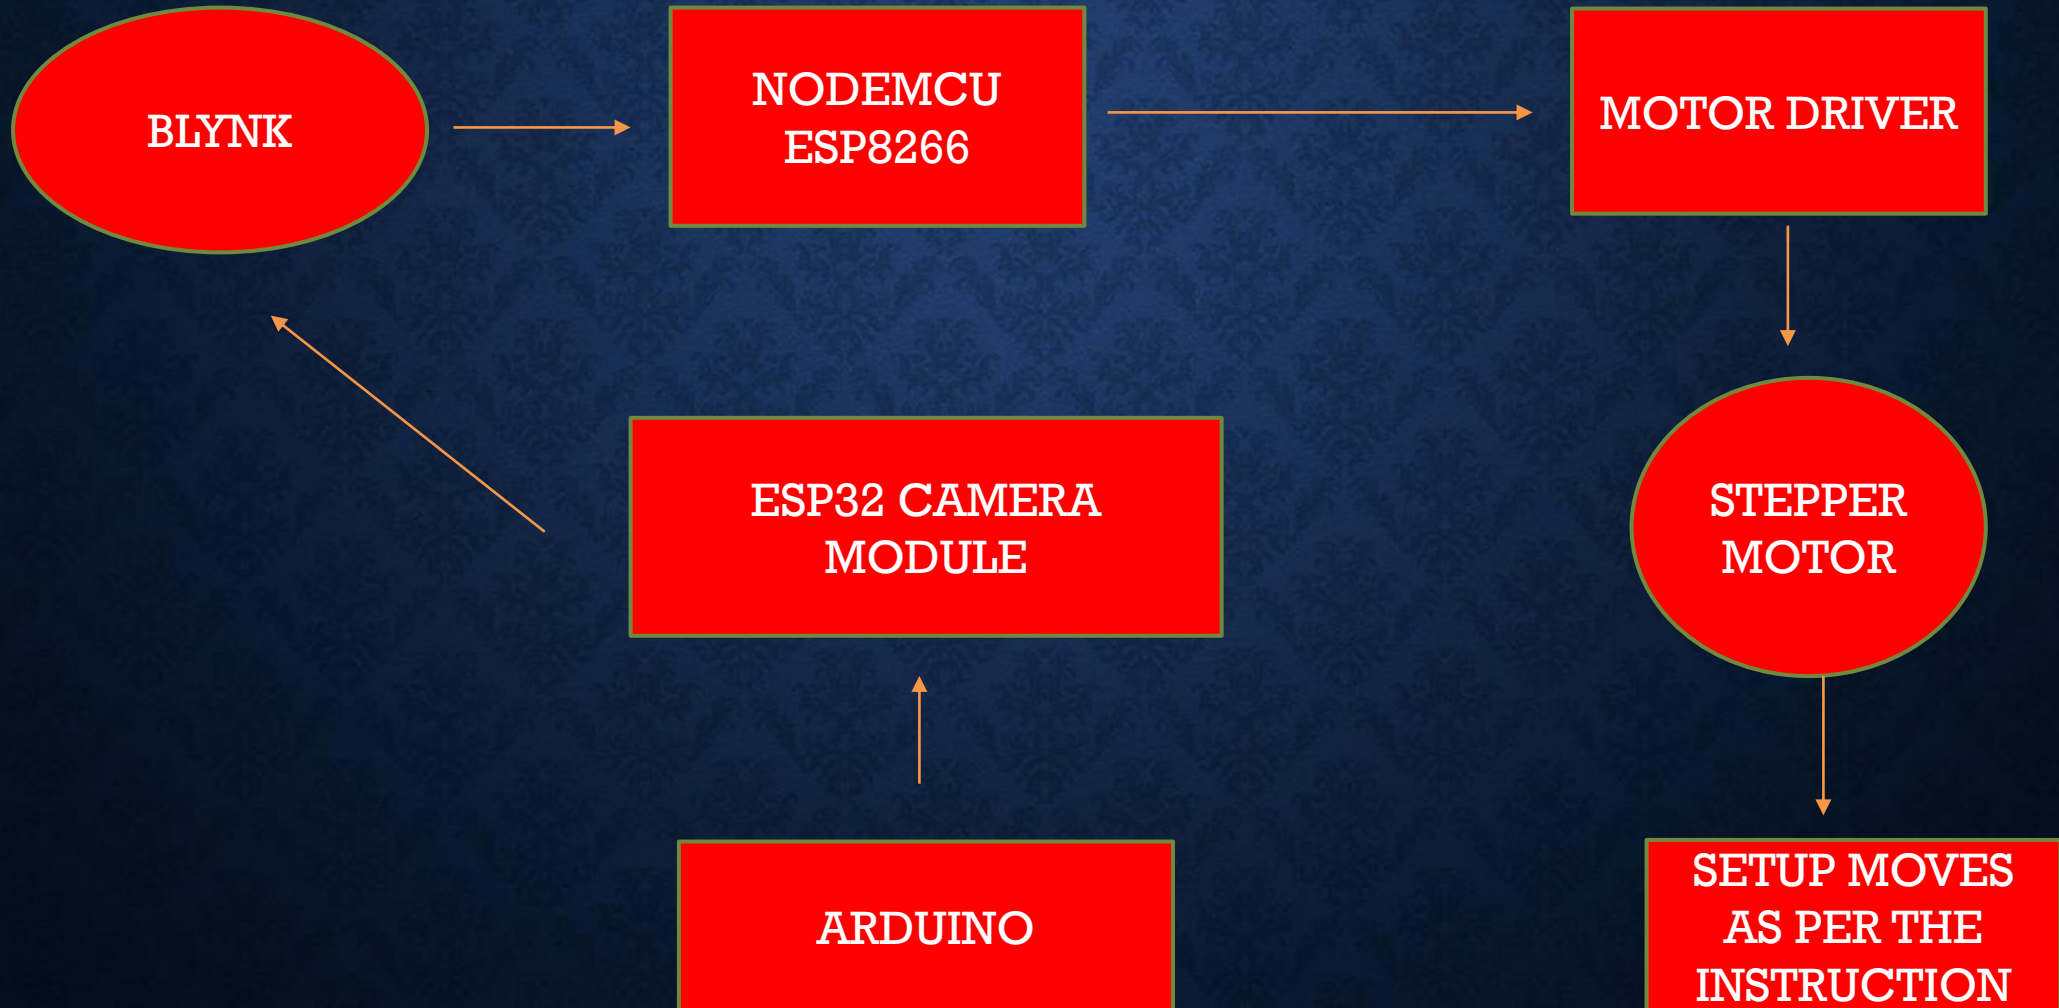 BLYNK
NODEMCU
ESP8266
MOTOR DRIVER
ESP32 CAMERA
MODULE
STEPPER
MOTOR
ARDUINO
SETUP MOVES
AS PER THE
INSTRUCTION